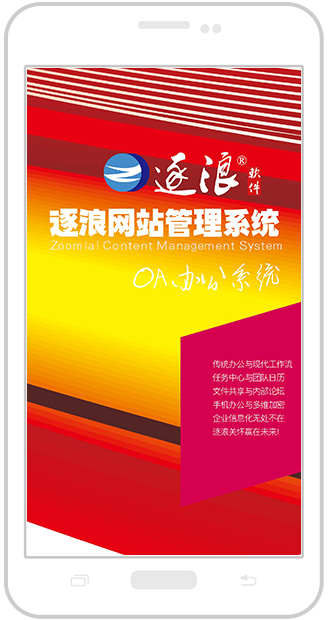 逐浪®软件
逐浪网站管理系统
Zoomla! Content Management System
OA办公系统
传统办公与现代工作流
任务中心与团队日历
文件共享与内部论坛
手机办公与多维加密
企业信息化无处不在
逐浪关怀赢在未来!